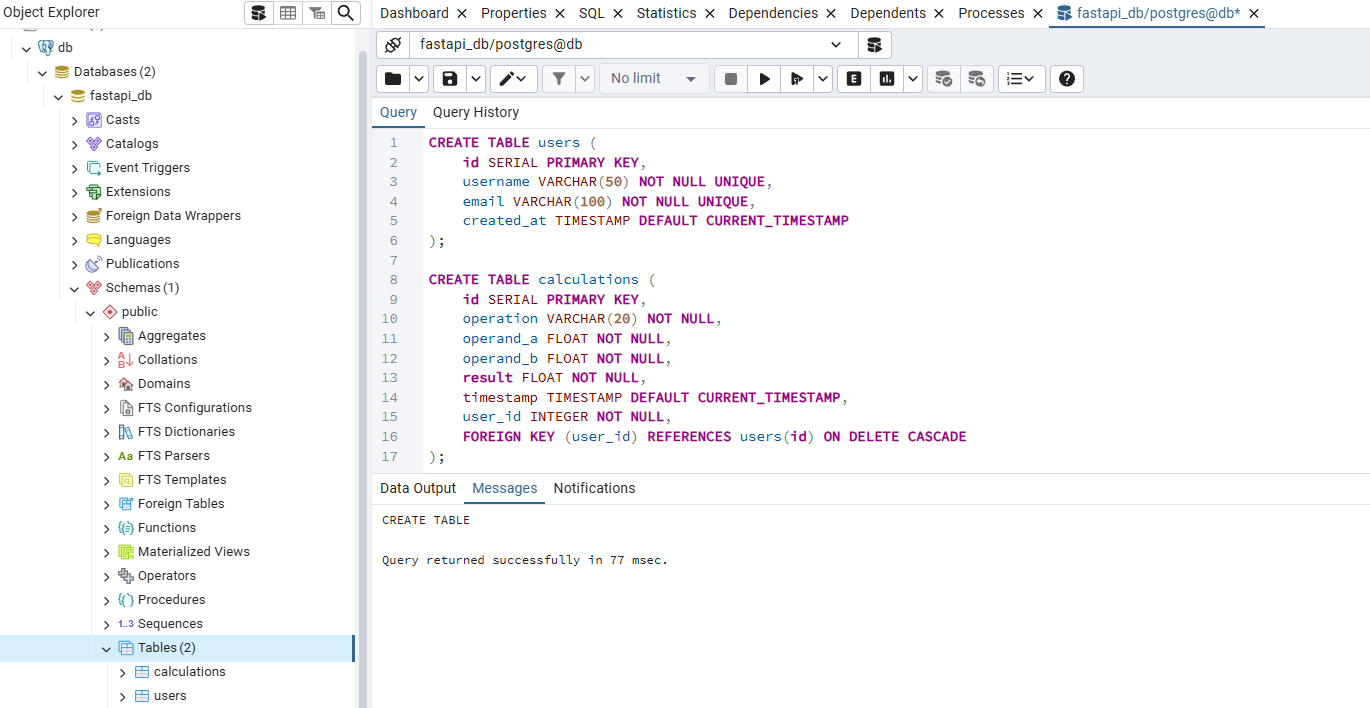 Object Explorer
db
Databases (2)
fastapi_db
Casts
Catalogs
Event Triggers
Extensions
Foreign Data Wrappers
Languages
Publications
Schemas (1)
public
Aggregates
Collations
Domains
FTS Configurations
FTS Dictionaries
Aa FTS Parsers
FTS Templates
Foreign Tables
Functions
Materialized Views
Operators
Procedures
1..3 Sequences
Tables (2)
calculations
users
Dashboard Properties SQL Statistics Dependencies Dependents Processes fastapi_db/postgres@db*
fastapi_db/postgres@db
No limit
E
Query Query History
1 CREATE TABLE users (
2 id SERIAL PRIMARY KEY,
3 username VARCHAR(50) NOT NULL UNIQUE,
4 email VARCHAR(100) NOT NULL UNIQUE,
5 created_at TIMESTAMP DEFAULT CURRENT_TIMESTAMP
6 );
7
8 CREATE TABLE calculations (
9 id SERIAL PRIMARY KEY,
10 operation VARCHAR(20) NOT NULL,
11 operand_a FLOAT NOT NULL,
12 operand_b FLOAT NOT NULL,
13 result FLOAT NOT NULL,
14 timestamp TIMESTAMP DEFAULT CURRENT_TIMESTAMP,
15 user_id INTEGER NOT NULL,
16 FOREIGN KEY (user_id) REFERENCES users(id) ON DELETE CASCADE
17 );
Data Output Messages Notifications
CREATE TABLE
Query returned successfully in 77 msec.